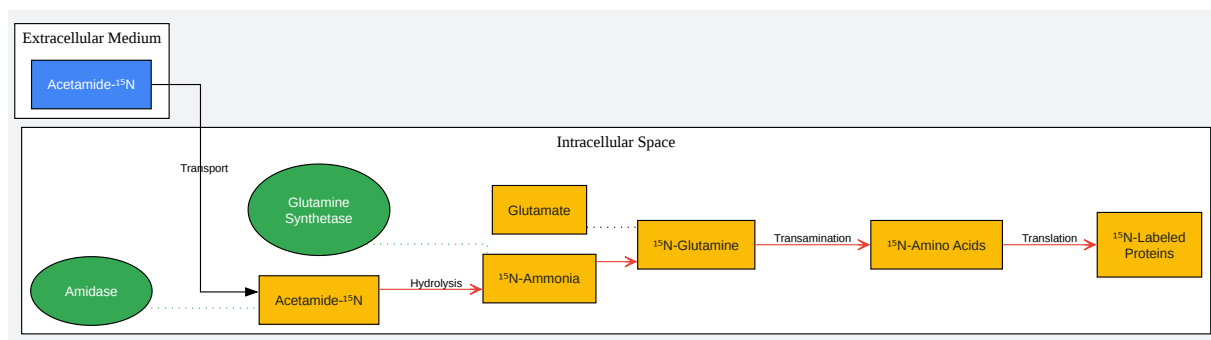 Extracellular Medium
Acetamide-¹⁵N
Intracellular Space
Transport
Glutamine
Synthetase
Glutamate
¹⁵N-Glutamine
Transamination
¹⁵N-Amino Acids
Translation
¹⁵N-Labeled
Proteins
Amidase
Acetamide-¹⁵N
Hydrolysis
¹⁵N-Ammonia